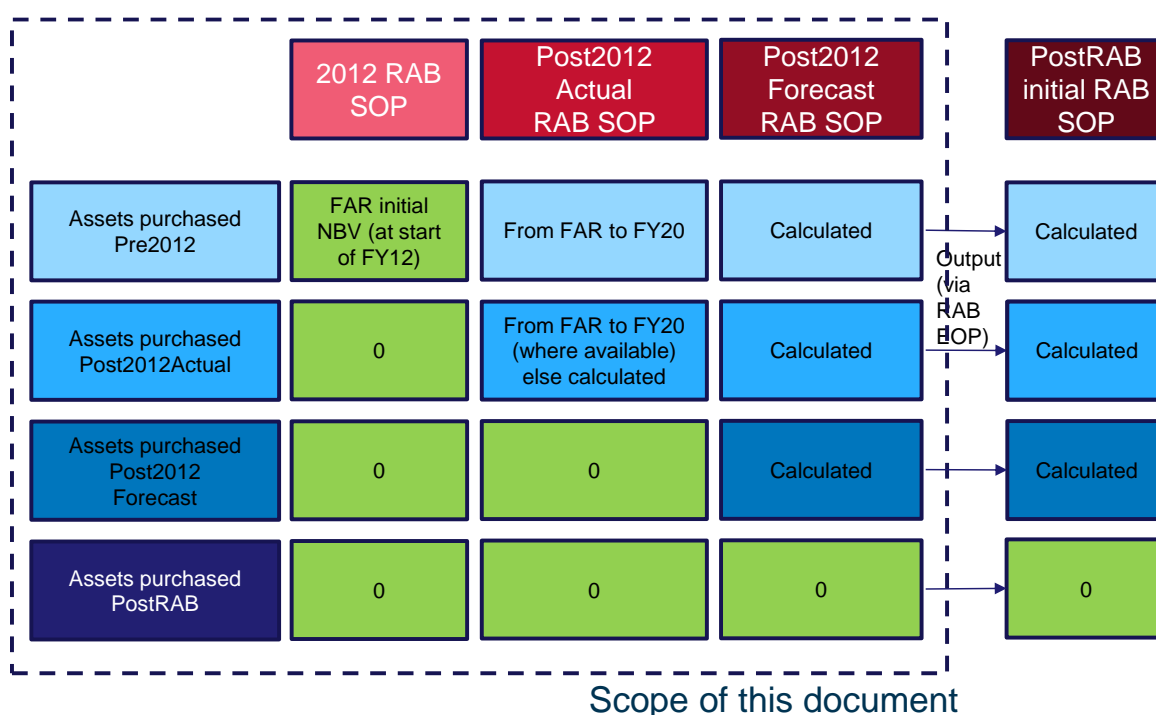 2012 RAB
SOP
Post2012
Actual
RAB SOP
Post2012
Forecast
RAB SOP
PostRAB
initial RAB
SOP
Assets purchased
Pre2012
FAR initial
NBV (at start
of FY12)
From FAR to FY20
Calculated
Calculated
Output
(via
RAB
EOP)
Assets purchased
Post2012Actual
0
From FAR to FY20
(where available)
else calculated
Calculated
Calculated
Assets purchased
Post2012
Forecast
0
0
Calculated
Calculated
Assets purchased
PostRAB
0
0
0
0
Scope of this document